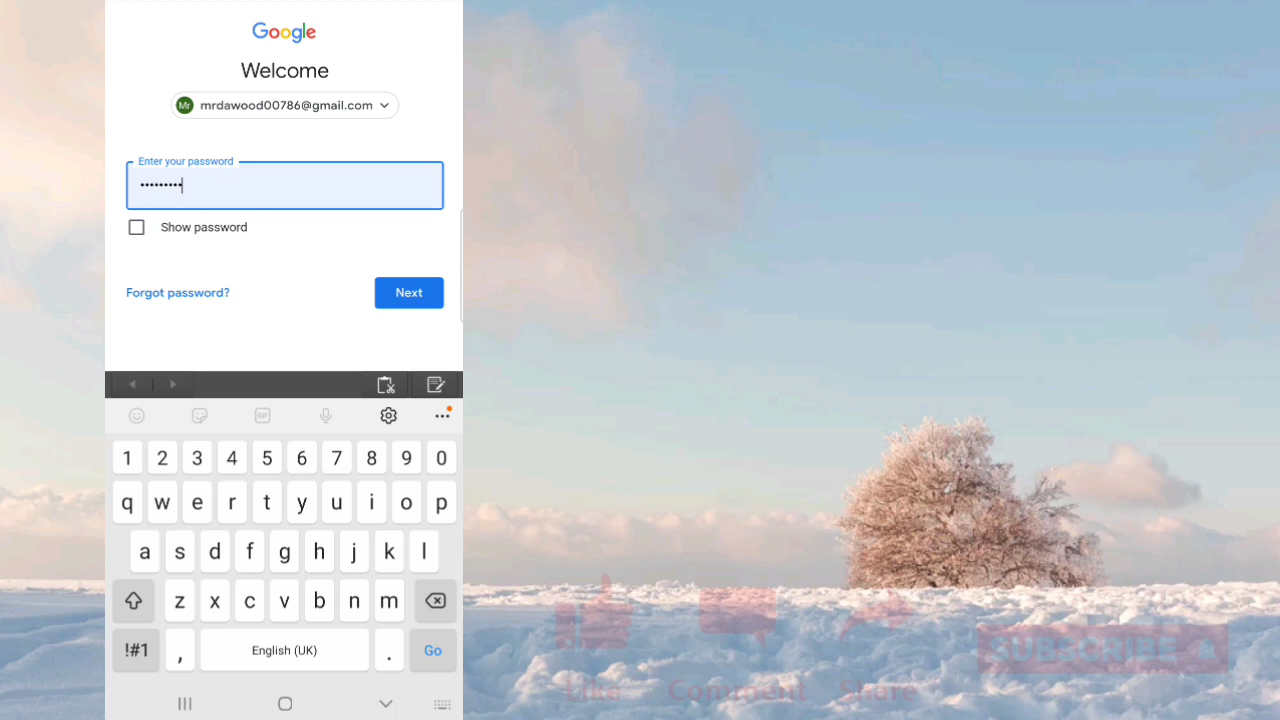 Google
Welcome
Mr mrdawood00786@gmail.com
Enter your password
•••••••••
Show password
Forgot password?
Next
GIF
1 2 3 4 5 6 7 8 9 0
q w e r t y u i o p
a s d f g h j k l
z x c v b n m
!#1 , English (UK) . Go
SUBSCRIBE
Like Comment Share